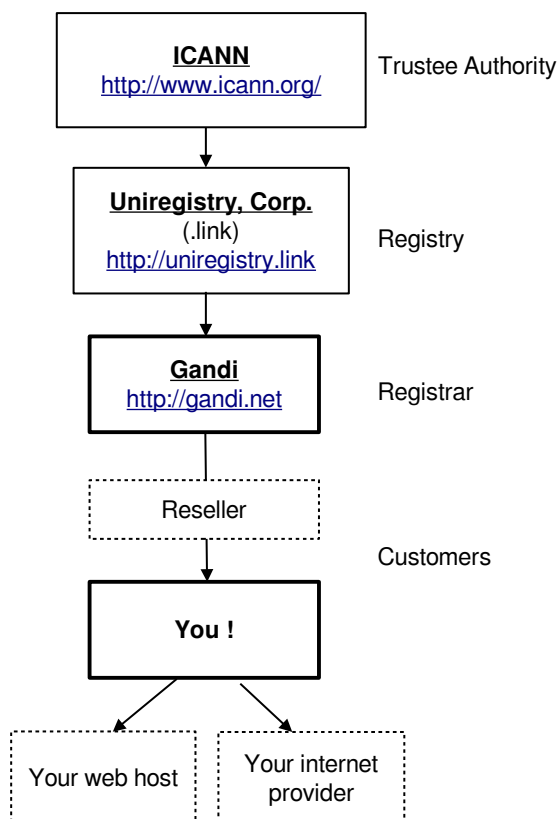 ICANN
http://www.icann.org/
Trustee Authority
Uniregistry, Corp.
(.link)
http://uniregistry.link
Registry
Gandi
http://gandi.net
Registrar
Reseller
Customers
You !
Your web host
Your internet
provider